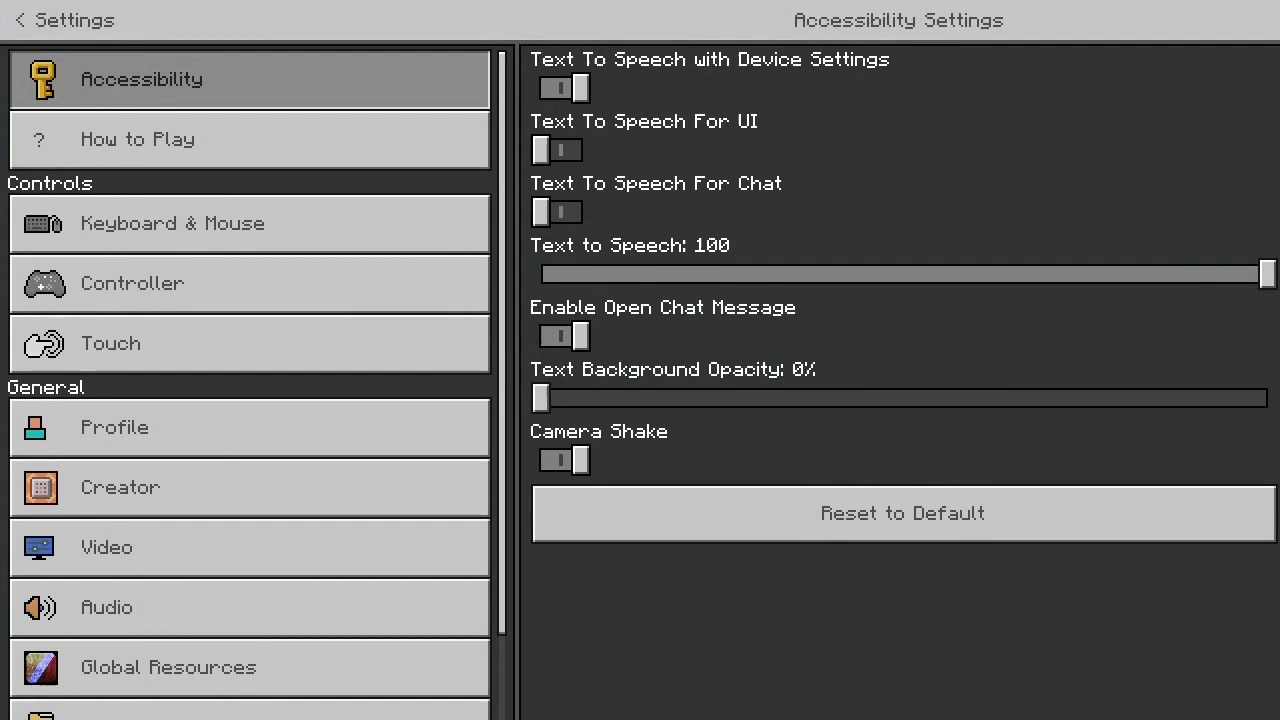 Settings
Accessibility Settings
Accessibility
? How to Play
Controls
Keyboard & Mouse
Controller
Touch
General
Profile
Creator
Video
Audio
Global Resources
Text To Speech with Device Settings
Text To Speech For UI
Text To Speech For Chat
Text to Speech: 100
Enable Open Chat Message
Text Background Opacity: 0%
Camera Shake
Reset to Default